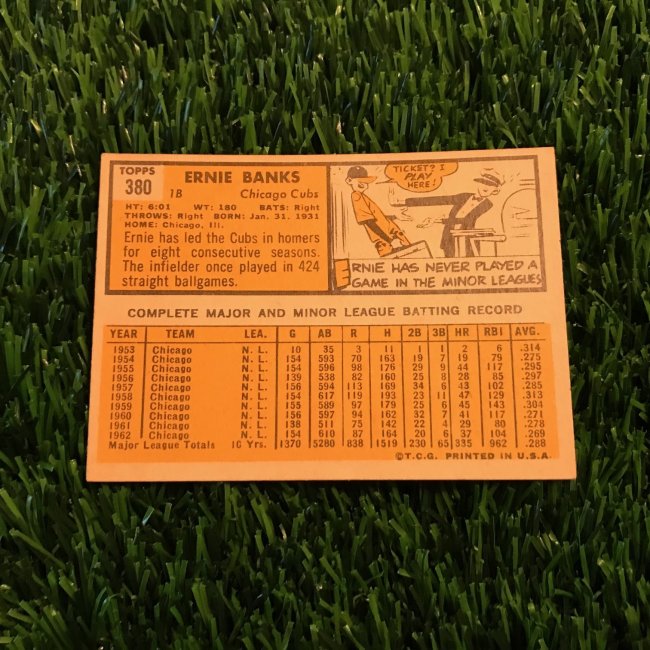 TOPPS
380
ERNIE BANKS
1B Chicago Cubs
HT: 6:01 WT: 180 BATS: Right
THROWS: Right BORN: Jan. 31, 1931
HOME: Chicago, Ill.
Ernie has led the Cubs in homers
for eight consecutive seasons.
The infielder once played in 424
straight ballgames.
TICKET? I
PLAY
HERE!
ERNIE HAS NEVER PLAYED A
GAME IN THE MINOR LEAGUES
COMPLETE MAJOR AND MINOR LEAGUE BATTING RECORD
YEAR TEAM LEA. G AB R H 2B 3B HR RBI AVG.
1953 Chicago N. L. 10 35 3 11 1 1 2 6 .314
1954 Chicago N. L. 154 593 70 163 19 7 19 79 .275
1955 Chicago N. L. 154 596 98 176 29 9 44 117 .295
1956 Chicago N. L. 139 538 82 160 25 8 28 85 .297
1957 Chicago N. L. 156 594 113 169 34 6 43 102 .285
1958 Chicago N. L. 154 617 119 193 23 11 47 129 .313
1959 Chicago N. L. 155 589 97 179 25 6 45 143 .304
1960 Chicago N. L. 156 597 94 162 32 7 41 117 .271
1961 Chicago N. L. 138 511 75 142 22 4 29 80 .278
1962 Chicago N. L. 154 610 87 164 20 6 37 104 .269
Major League Totals 10 Yrs. 1370 5280 838 1519 230 65 335 962 .288
©T.C.G. PRINTED IN U.S.A.